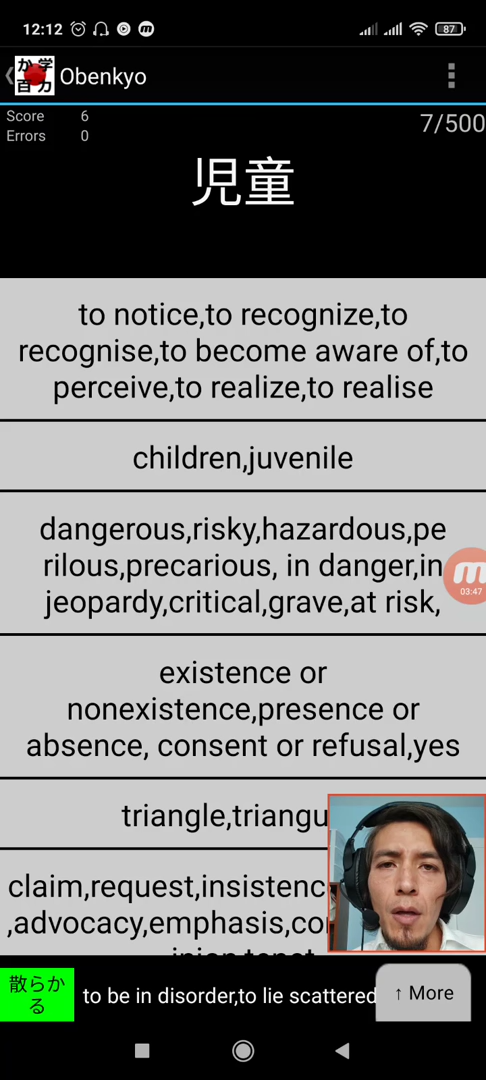 12:12
87
か学
百力
Obenkyo
Score 6
7/500
Errors 0
児童
to notice,to recognize,to
recognise,to become aware of,to
perceive,to realize,to realise
children,juvenile
dangerous,risky,hazardous,pe
rilous,precarious, in danger,in
jeopardy,critical,grave,at risk,
03:47
existence or
nonexistence,presence or
absence, consent or refusal,yes
triangle,triangu
claim,request,insistenc
,advocacy,emphasis,co
散らか
る
to be in disorder,to lie scattered
↑ More